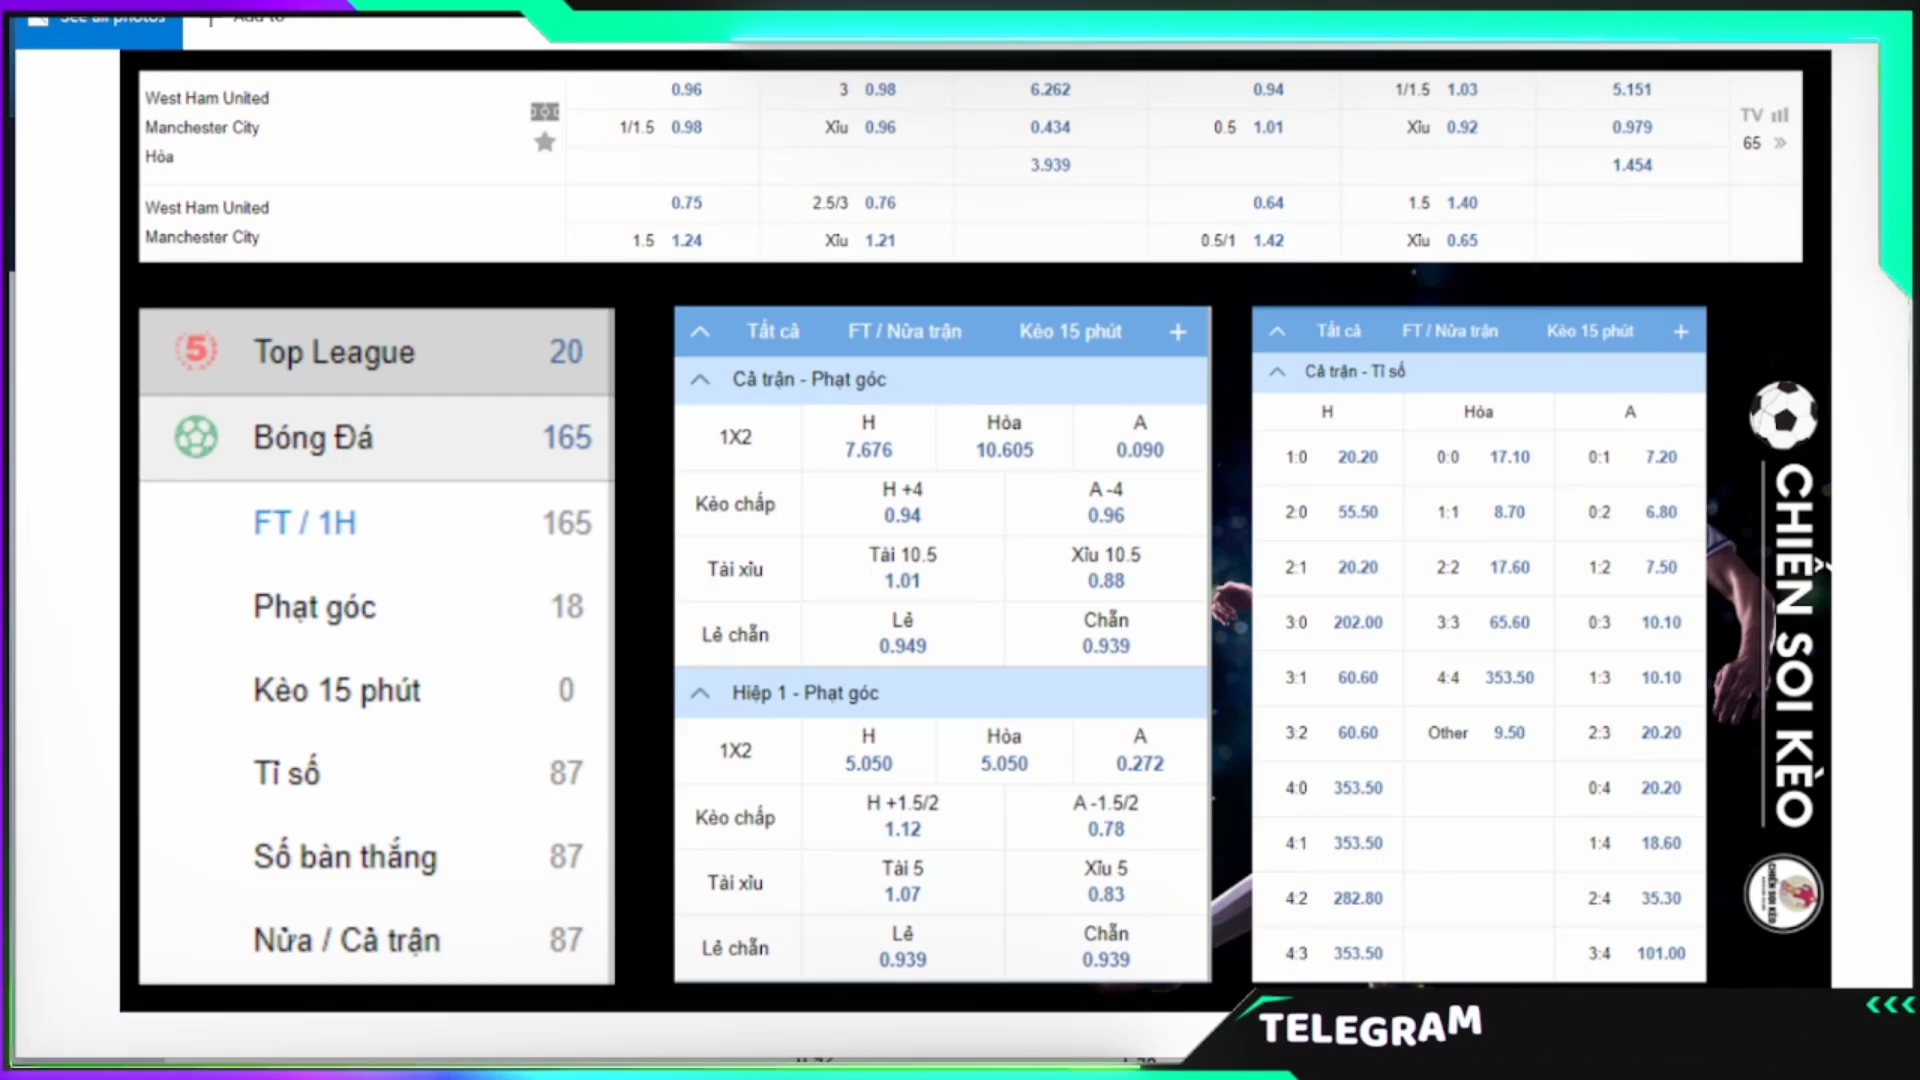 See all photos
Add to
West Ham United 0.96 3 0.98 6.262 0.94 1/1.5 1.03 5.151
Manchester City 1/1.5 0.98 Xỉu 0.96 0.434 0.5 1.01 Xỉu 0.92 0.979
Hòa 3.939 1.454
TV
65 »
West Ham United 0.75 2.5/3 0.76 0.64 1.5 1.40
Manchester City 1.5 1.24 Xỉu 1.21 0.5/1 1.42 Xỉu 0.65
5 Top League 20
Bóng Đá 165
FT / 1H 165
Phạt góc 18
Kèo 15 phút 0
Tỉ số 87
Số bàn thắng 87
Nửa / Cả trận 87
Tất cả FT / Nửa trận Kèo 15 phút +
Cả trận - Phạt góc
1X2 H Hòa A
7.676 10.605 0.090
Kèo chấp H +4 A -4
0.94 0.96
Tài xỉu Tài 10.5 Xỉu 10.5
1.01 0.88
Lẻ chẵn Lẻ Chẵn
0.949 0.939
Hiệp 1 - Phạt góc
1X2 H Hòa A
5.050 5.050 0.272
Kèo chấp H +1.5/2 A -1.5/2
1.12 0.78
Tài xỉu Tài 5 Xỉu 5
1.07 0.83
Lẻ chẵn Lẻ Chẵn
0.939 0.939
Tất cả FT / Nửa trận Kèo 15 phút +
Cả trận - Tỉ số
H Hòa A
1:0 20.20 0:0 17.10 0:1 7.20
2:0 55.50 1:1 8.70 0:2 6.80
2:1 20.20 2:2 17.60 1:2 7.50
3:0 202.00 3:3 65.60 0:3 10.10
3:1 60.60 4:4 353.50 1:3 10.10
3:2 60.60 Other 9.50 2:3 20.20
4:0 353.50 0:4 20.20
4:1 353.50 1:4 18.60
4:2 282.80 2:4 35.30
4:3 353.50 3:4 101.00
CHIẾN SOI KÈO
TELEGRAM